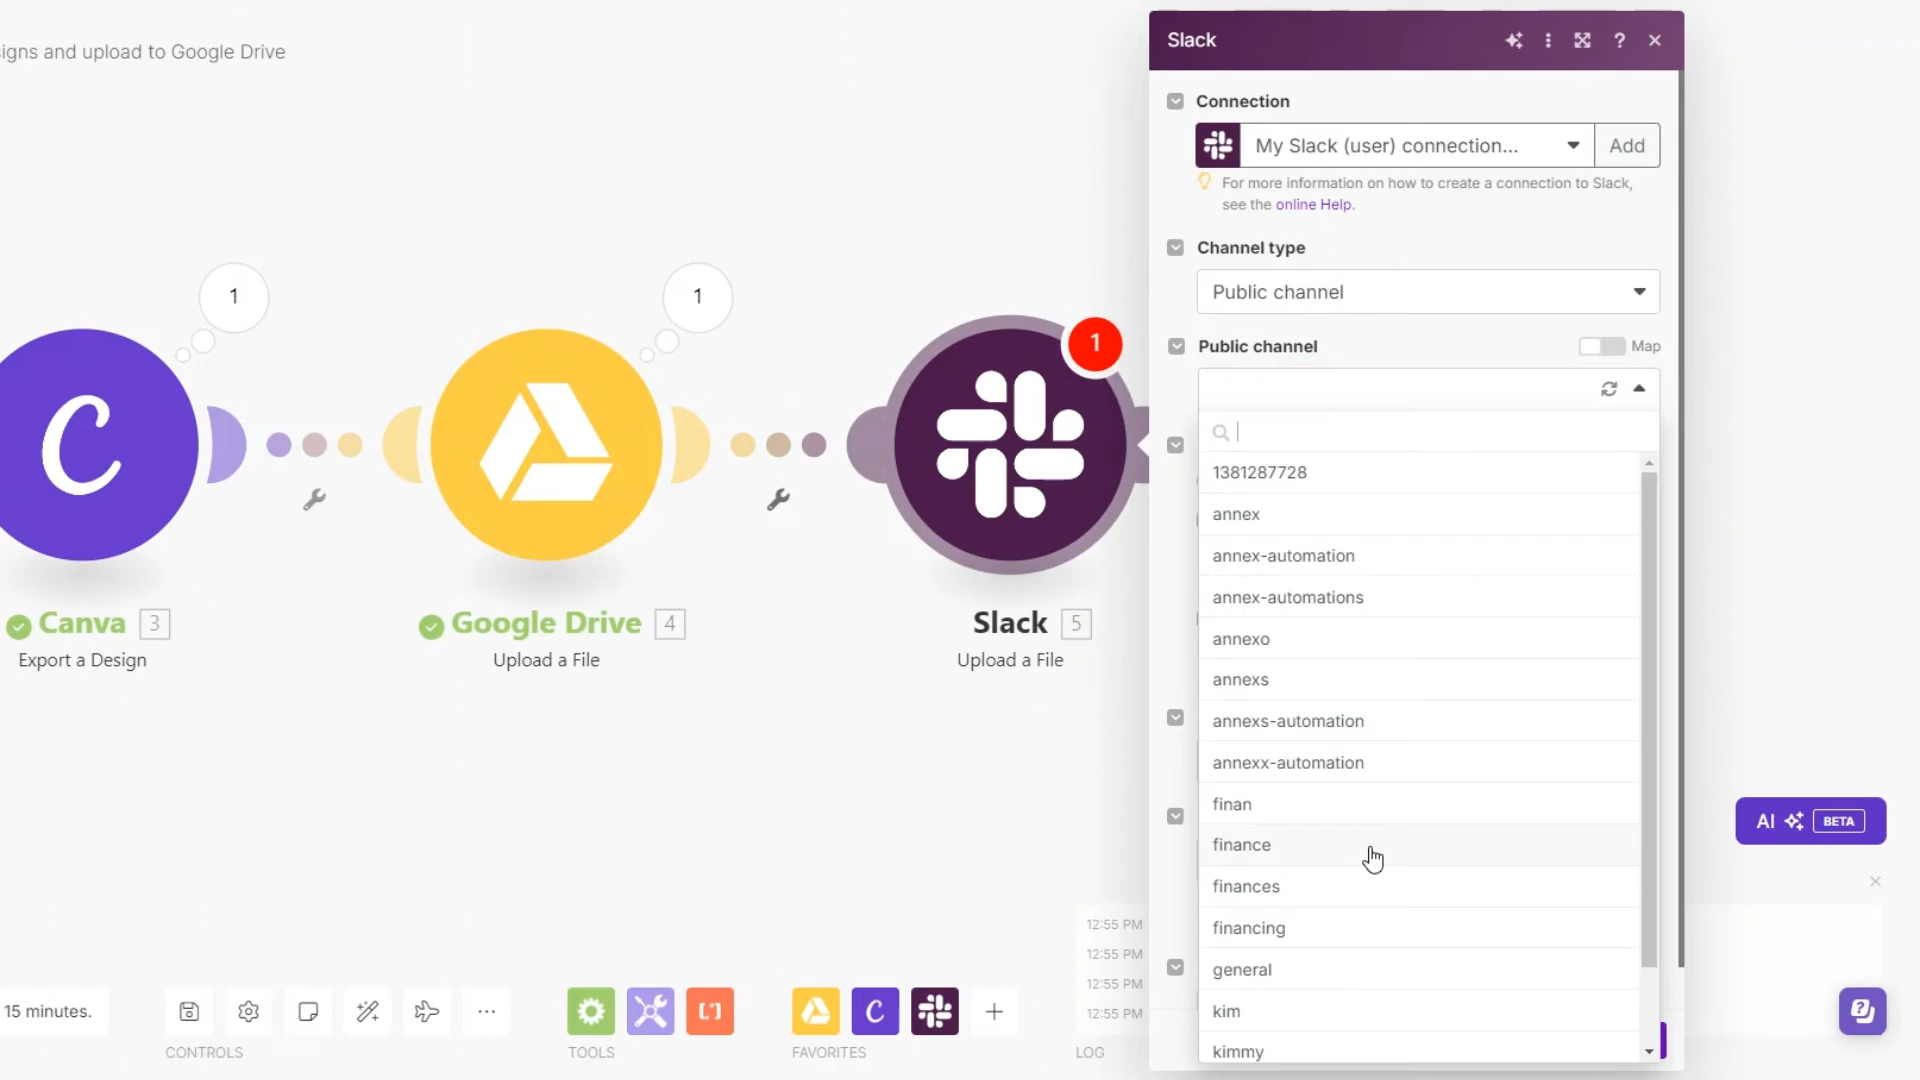 igns and upload to Google Drive
Slack
Connection
My Slack (user) connection...
Add
For more information on how to create a connection to Slack,
see the online Help.
Channel type
Public channel
Public channel
Map
1381287728
annex
annex-automation
annex-automations
annexo
annexs
annexs-automation
annexx-automation
finan
finance
finances
financing
general
kim
kimmy
1
1
1
Canva 3
Export a Design
Google Drive 4
Upload a File
Slack 5
Upload a File
AI BETA
12:55 PM
12:55 PM
12:55 PM
12:55 PM
15 minutes.
CONTROLS
TOOLS
FAVORITES
LOG